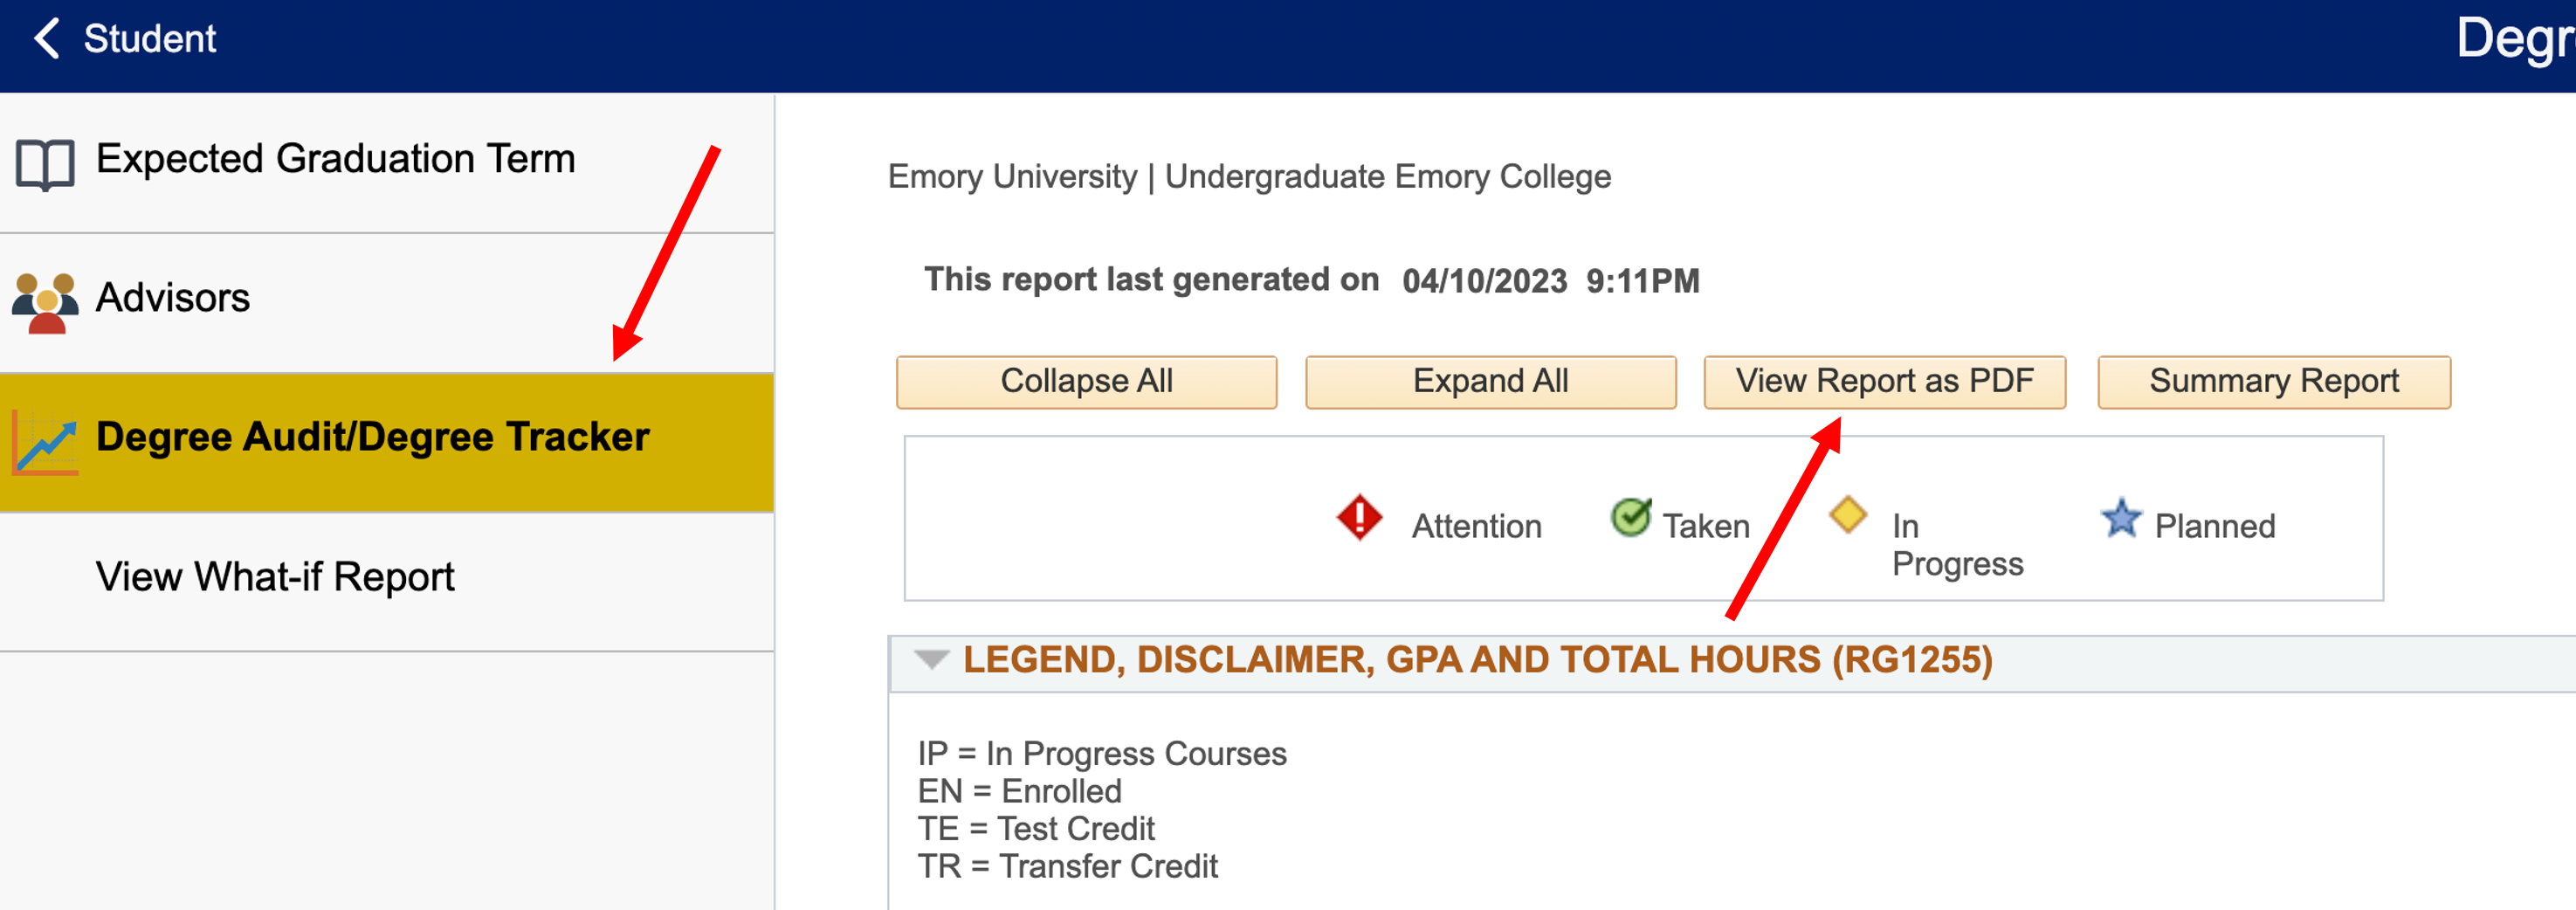 Student
Degr
Expected Graduation Term
Advisors
Degree Audit/Degree Tracker
View What-if Report
Emory University | Undergraduate Emory College
This report last generated on 04/10/2023 9:11PM
Collapse All
Expand All
View Report as PDF
Summary Report
Attention
Taken
In
Progress
Planned
LEGEND, DISCLAIMER, GPA AND TOTAL HOURS (RG1255)
IP = In Progress Courses
EN = Enrolled
TE = Test Credit
TR = Transfer Credit